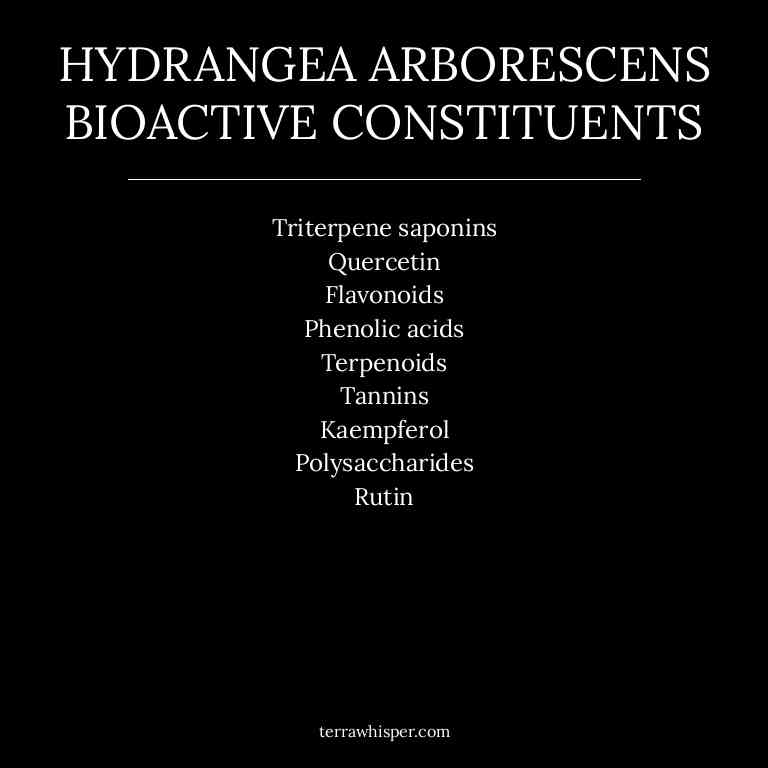 HYDRANGEA ARBORESCENS
BIOACTIVE CONSTITUENTS
Triterpene saponins
Quercetin
Flavonoids
Phenolic acids
Terpenoids
Tannins
Kaempferol
Polysaccharides
Rutin
terrawhisper.com